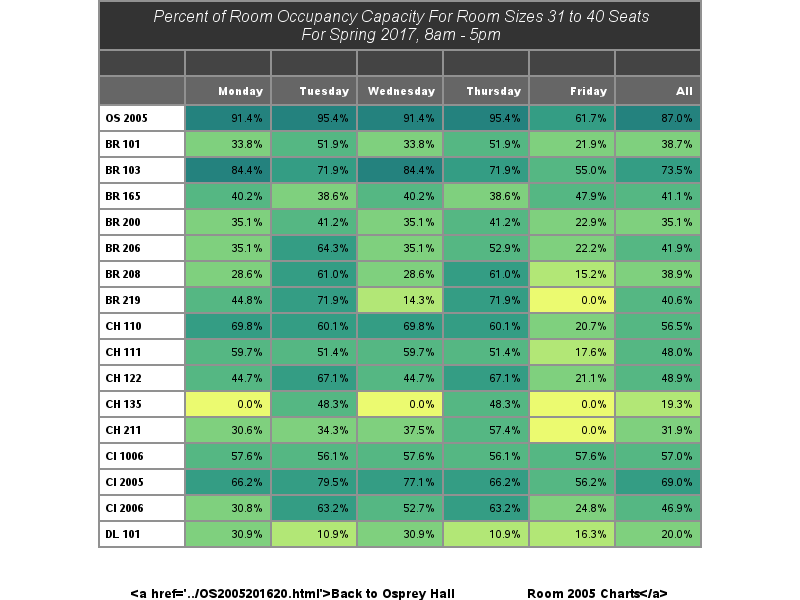 Percent of Room Occupancy Capacity For Room Sizes 31 to 40 Seats
For Spring 2017, 8am - 5pm
Monday Tuesday Wednesday Thursday Friday All
OS 2005 91.4% 95.4% 91.4% 95.4% 61.7% 87.0%
BR 101 33.8% 51.9% 33.8% 51.9% 21.9% 38.7%
BR 103 84.4% 71.9% 84.4% 71.9% 55.0% 73.5%
BR 165 40.2% 38.6% 40.2% 38.6% 47.9% 41.1%
BR 200 35.1% 41.2% 35.1% 41.2% 22.9% 35.1%
BR 206 35.1% 64.3% 35.1% 52.9% 22.2% 41.9%
BR 208 28.6% 61.0% 28.6% 61.0% 15.2% 38.9%
BR 219 44.8% 71.9% 14.3% 71.9% 0.0% 40.6%
CH 110 69.8% 60.1% 69.8% 60.1% 20.7% 56.5%
CH 111 59.7% 51.4% 59.7% 51.4% 17.6% 48.0%
CH 122 44.7% 67.1% 44.7% 67.1% 21.1% 48.9%
CH 135 0.0% 48.3% 0.0% 48.3% 0.0% 19.3%
CH 211 30.6% 34.3% 37.5% 57.4% 0.0% 31.9%
CI 1006 57.6% 56.1% 57.6% 56.1% 57.6% 57.0%
CI 2005 66.2% 79.5% 77.1% 66.2% 56.2% 69.0%
CI 2006 30.8% 63.2% 52.7% 63.2% 24.8% 46.9%
DL 101 30.9% 10.9% 30.9% 10.9% 16.3% 20.0%
<a href='../OS2005201620.html'>Back to Osprey Hall Room 2005 Charts</a>